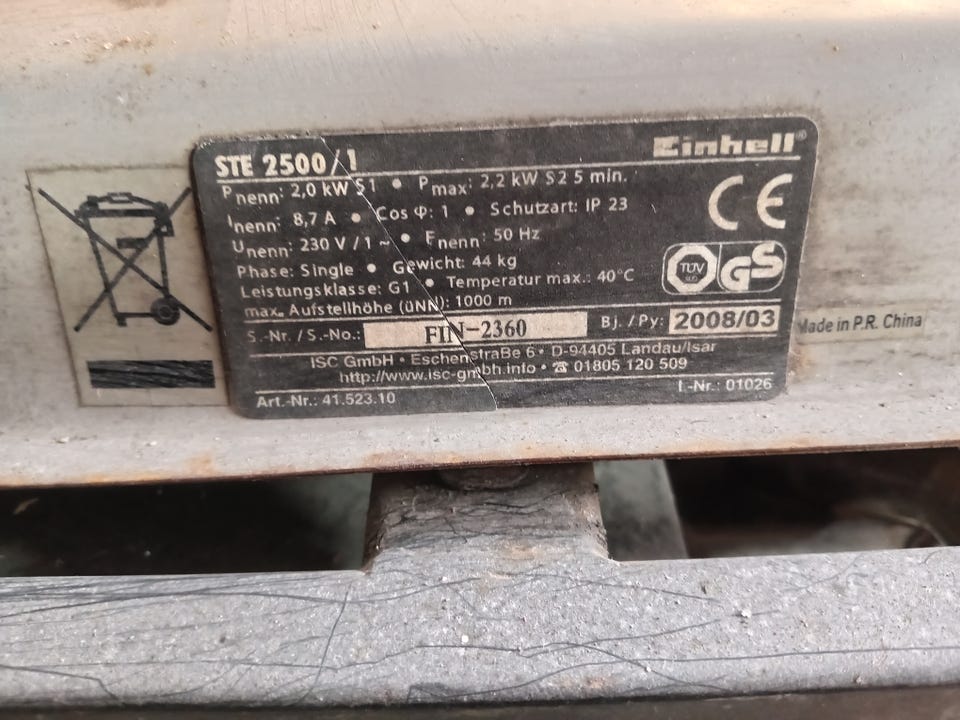 STE 2500/1 Einhell®
Pnenn: 2,0 kW S1 • Pmax: 2,2 kW S2 5 min.
Inenn: 8,7 A • Cos φ: 1 • Schutzart: IP 23
Unenn: 230 V / 1 ~ • Fnenn: 50 Hz
Phase: Single • Gewicht: 44 kg
Leistungsklasse: G1 • Temperatur max.: 40°C
max. Aufstellhöhe (üNN): 1000 m
CE
TÜV GS
S.-Nr. / S.-No.: FIN-2360 Bj. / Py: 2008/03
ISC GmbH • Eschenstraße 6 • D-94405 Landau/Isar
http://www.isc-gmbh.info • ☎ 01805 120 509
Art.-Nr.: 41.523.10 I.-Nr.: 01026
Made in P.R. China